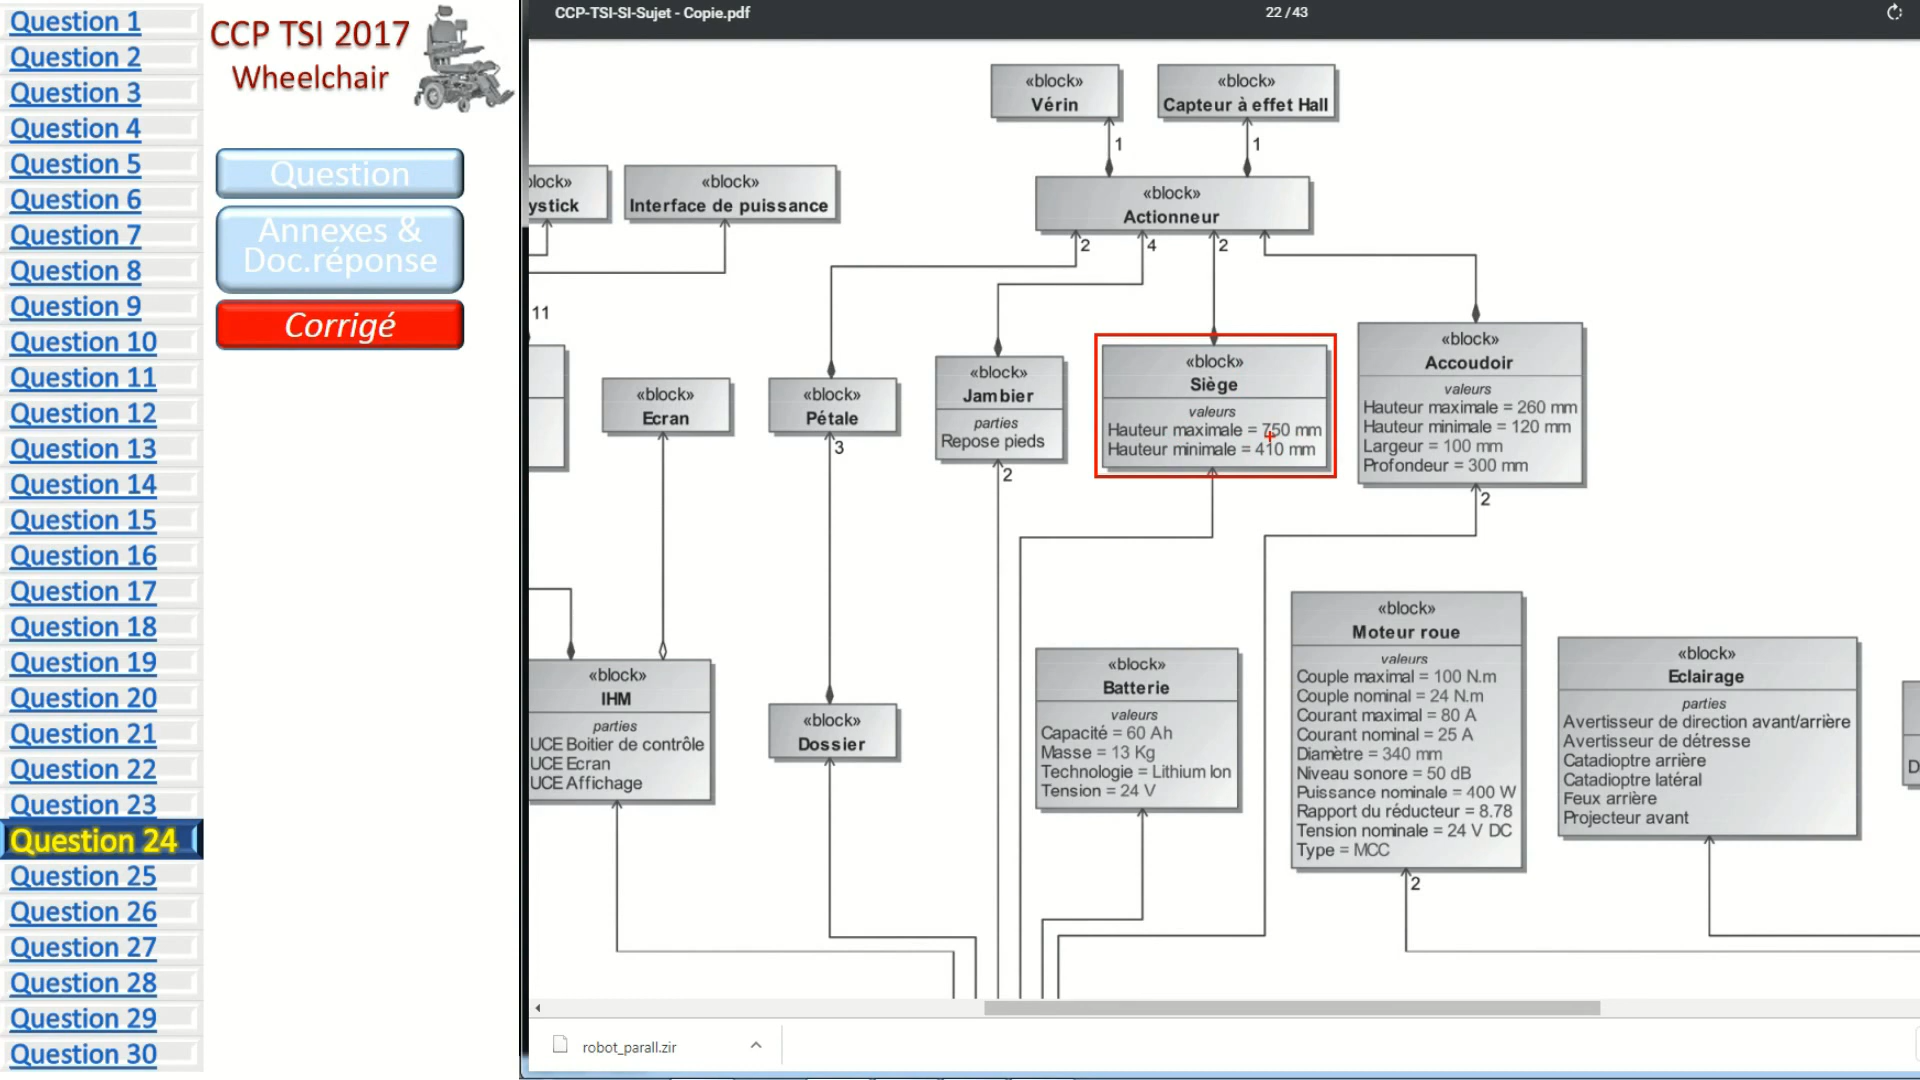 Question 1
Question 2
Question 3
Question 4
Question 5
Question 6
Question 7
Question 8
Question 9
Question 10
Question 11
Question 12
Question 13
Question 14
Question 15
Question 16
Question 17
Question 18
Question 19
Question 20
Question 21
Question 22
Question 23
Question 24
Question 25
Question 26
Question 27
Question 28
Question 29
Question 30
CCP TSI 2017
Wheelchair
Question
Annexes &
Doc.réponse
Corrigé
CCP-TSI-SI-Sujet - Copie.pdf
22 / 43
«block»
Vérin
«block»
Capteur à effet Hall
1
1
lock»
ystick
«block»
Interface de puissance
«block»
Actionneur
2
4
2
11
«block»
Ecran
«block»
Pétale
3
«block»
Jambier
parties
Repose pieds
2
«block»
Siège
valeurs
Hauteur maximale = 750 mm
Hauteur minimale = 410 mm
«block»
Accoudoir
valeurs
Hauteur maximale = 260 mm
Hauteur minimale = 120 mm
Largeur = 100 mm
Profondeur = 300 mm
2
«block»
IHM
parties
UCE Boitier de contrôle
UCE Ecran
UCE Affichage
«block»
Dossier
«block»
Batterie
valeurs
Capacité = 60 Ah
Masse = 13 Kg
Technologie = Lithium Ion
Tension = 24 V
«block»
Moteur roue
valeurs
Couple maximal = 100 N.m
Couple nominal = 24 N.m
Courant maximal = 80 A
Courant nominal = 25 A
Diamètre = 340 mm
Niveau sonore = 50 dB
Puissance nominale = 400 W
Rapport du réducteur = 8.78
Tension nominale = 24 V DC
Type = MCC
2
«block»
Eclairage
parties
Avertisseur de direction avant/arrière
Avertisseur de détresse
Catadioptre arrière
Catadioptre latéral
Feux arrière
Projecteur avant
D
robot_parall.zir